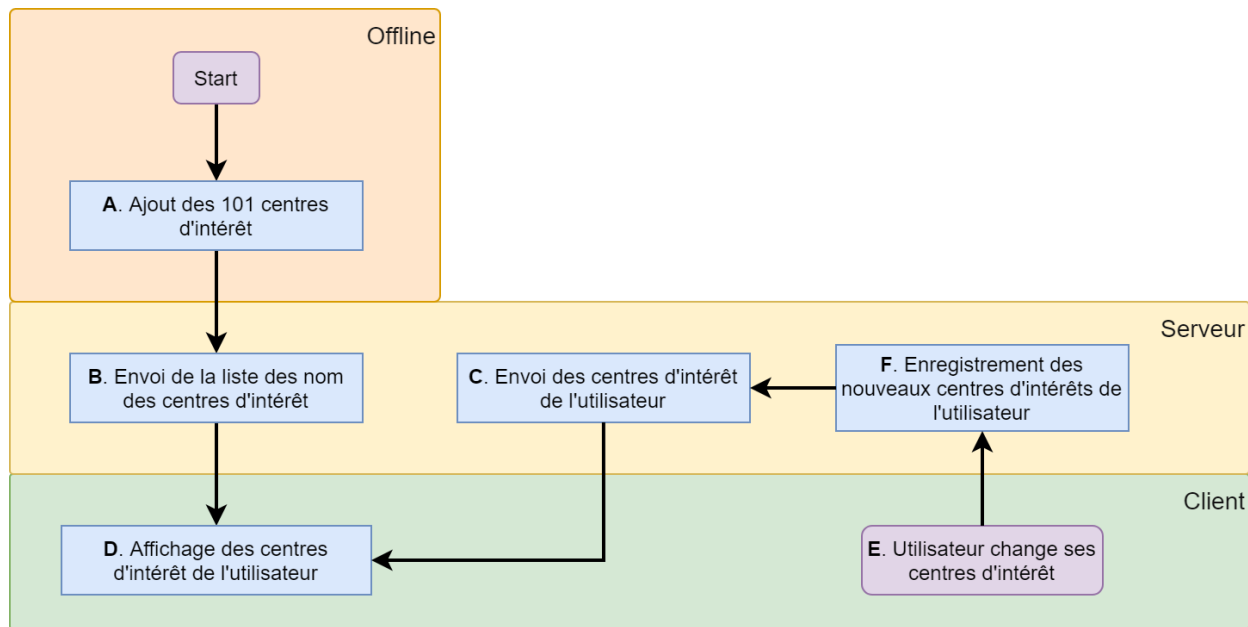 Offline
Start
A. Ajout des 101 centres
d'intérêt
Serveur
B. Envoi de la liste des nom
des centres d'intérêt
C. Envoi des centres d'intérêt
de l'utilisateur
F. Enregistrement des
nouveaux centres d'intérêts de
l'utilisateur
Client
D. Affichage des centres
d'intérêt de l'utilisateur
E. Utilisateur change ses
centres d'intérêt